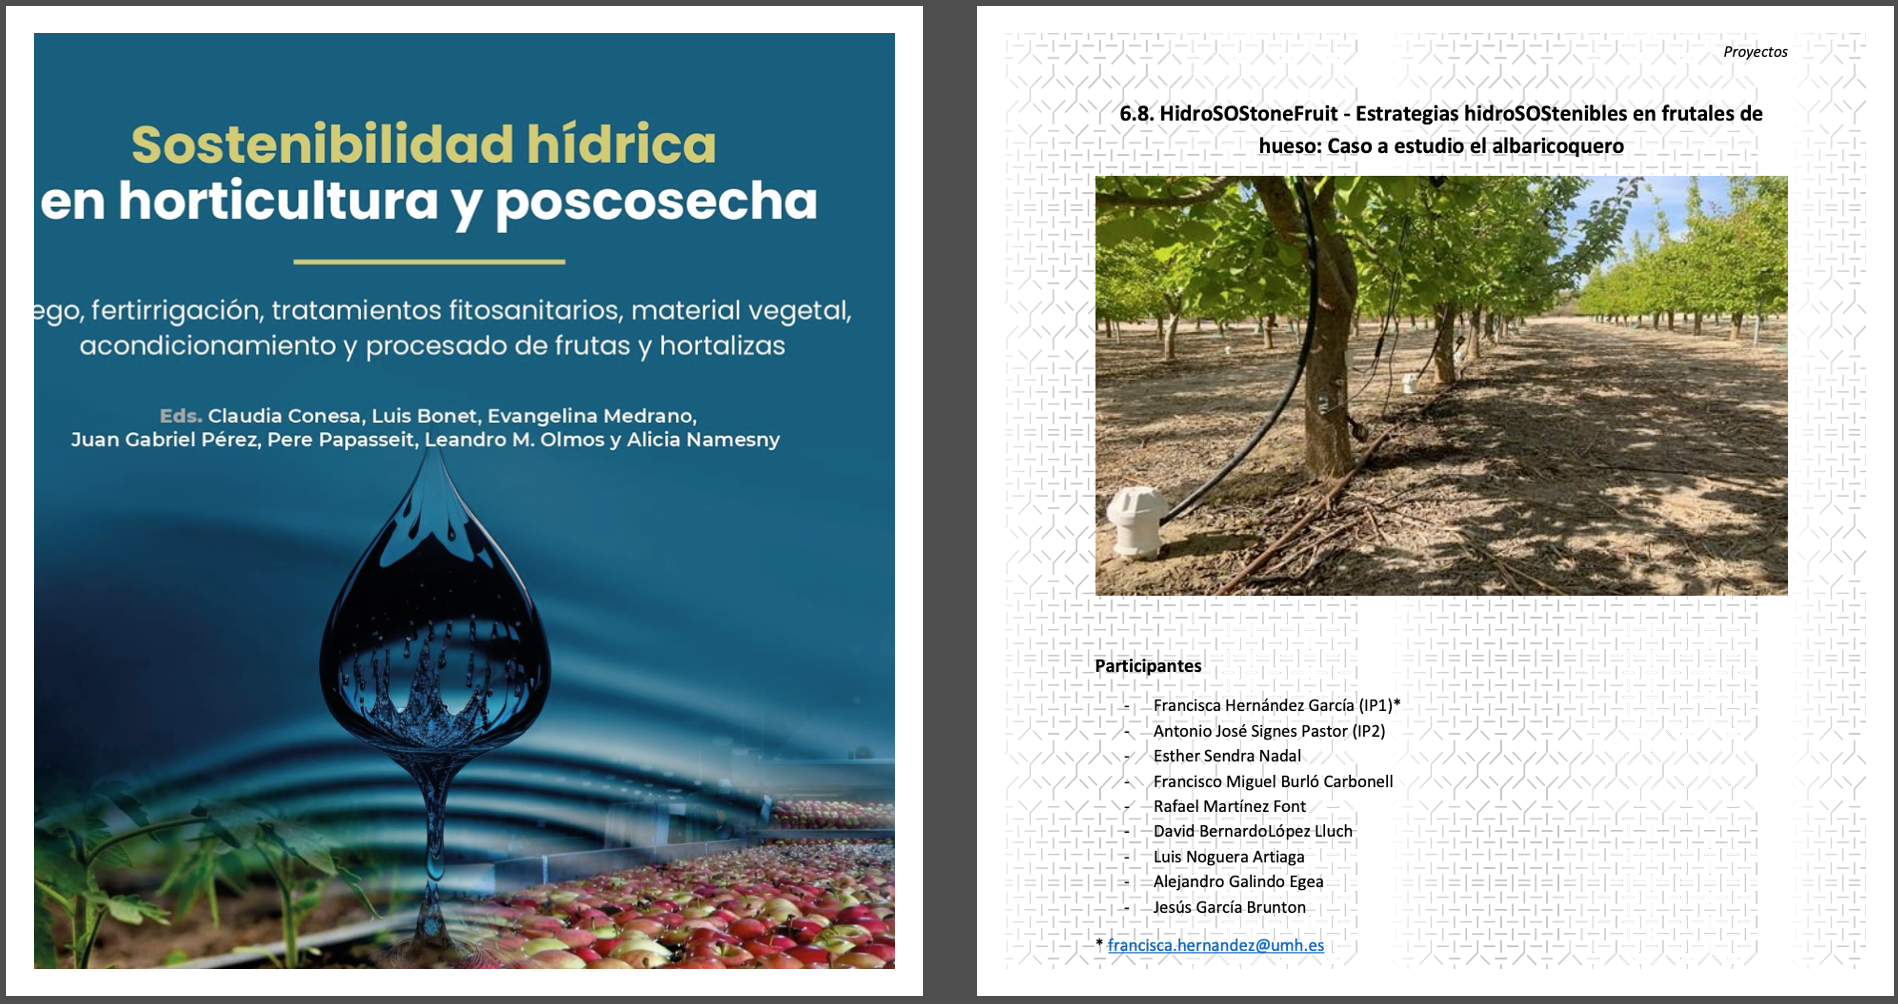 Sostenibilidad hídrica
en horticultura y poscosecha
ego, fertirrigación, tratamientos fitosanitarios, material vegetal,
acondicionamiento y procesado de frutas y hortalizas
Eds. Claudia Conesa, Luis Bonet, Evangelina Medrano,
Juan Gabriel Pérez, Pere Papasseit, Leandro M. Olmos y Alicia Namesny
Proyectos
6.8. HidroSOStoneFruit - Estrategias hidroSOStenibles en frutales de
hueso: Caso a estudio el albaricoquero
Participantes
- Francisca Hernández García (IP1)*
- Antonio José Signes Pastor (IP2)
- Esther Sendra Nadal
- Francisco Miguel Burló Carbonell
- Rafael Martínez Font
- David BernardoLópez Lluch
- Luis Noguera Artiaga
- Alejandro Galindo Egea
- Jesús García Brunton
* francisca.hernandez@umh.es